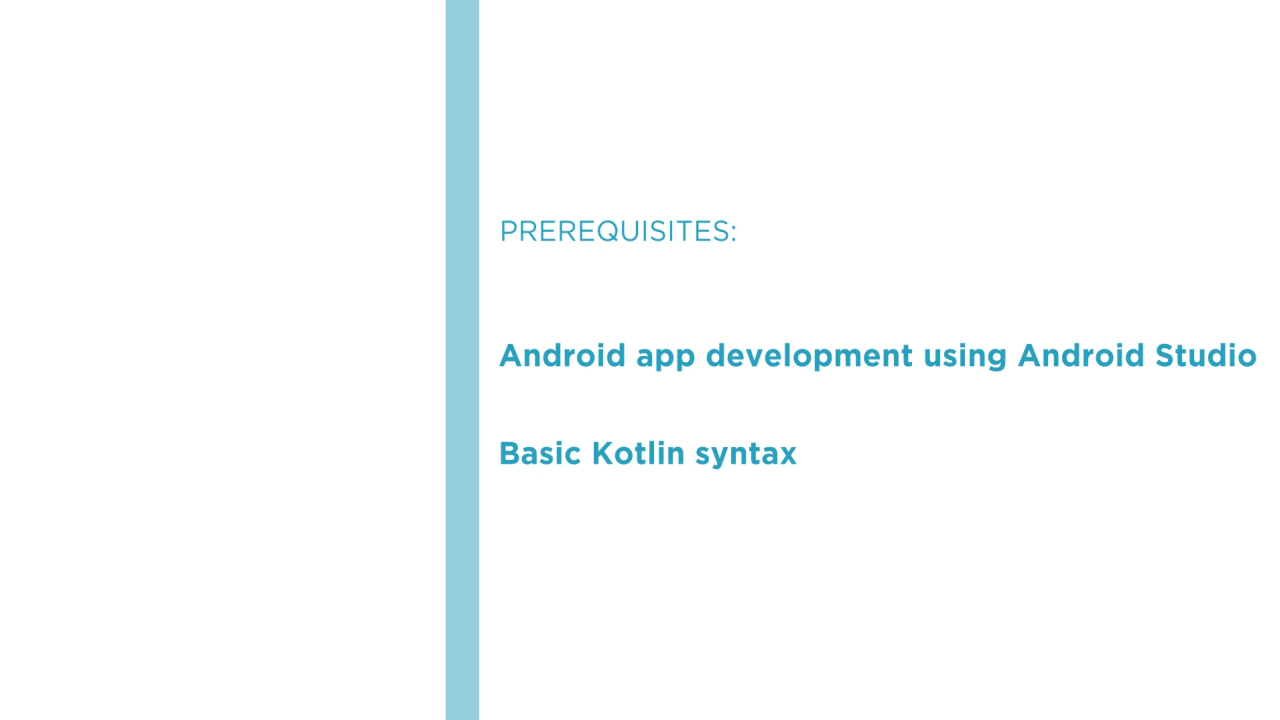 PREREQUISITES:
Android app development using Android Studio
Basic Kotlin syntax